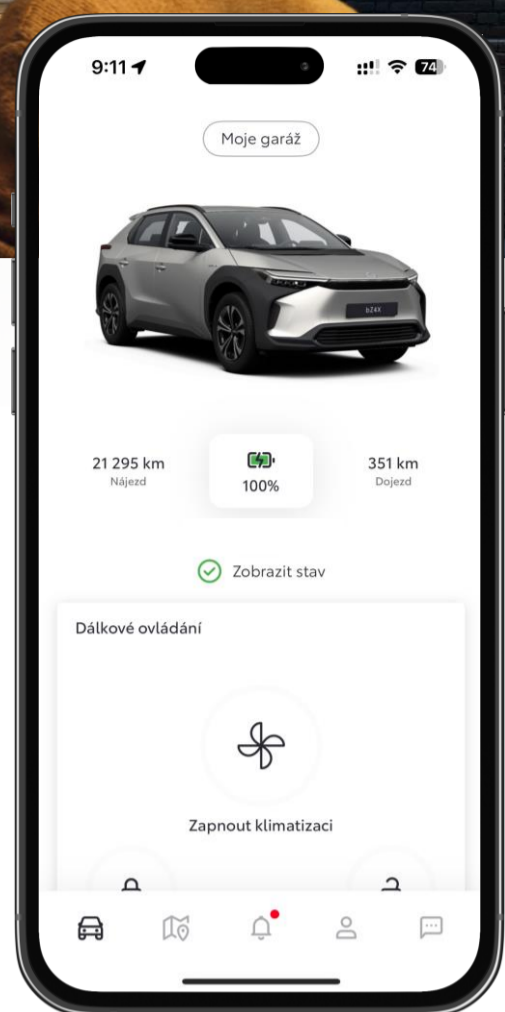 9:11
74
Moje garáž
bZ4X
21 295 km
Nájezd
100%
351 km
Dojezd
Zobrazit stav
Dálkové ovládání
Zapnout klimatizaci